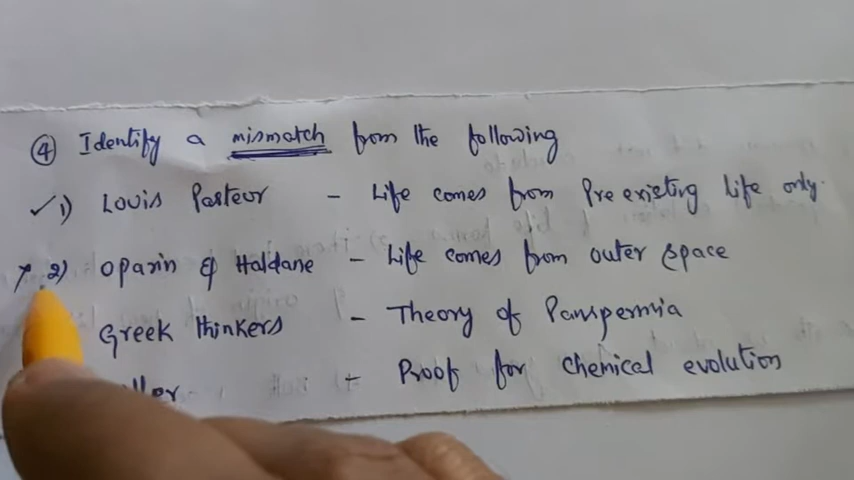 ④ Identify a mismatch from the following
✓ 1) Louis Pasteur - Life comes from Pre existing life only.
✗ 2) Oparin & Haldane - Life comes from outer space
Greek thinkers - Theory of Panspermia
- Proof for chemical evolution